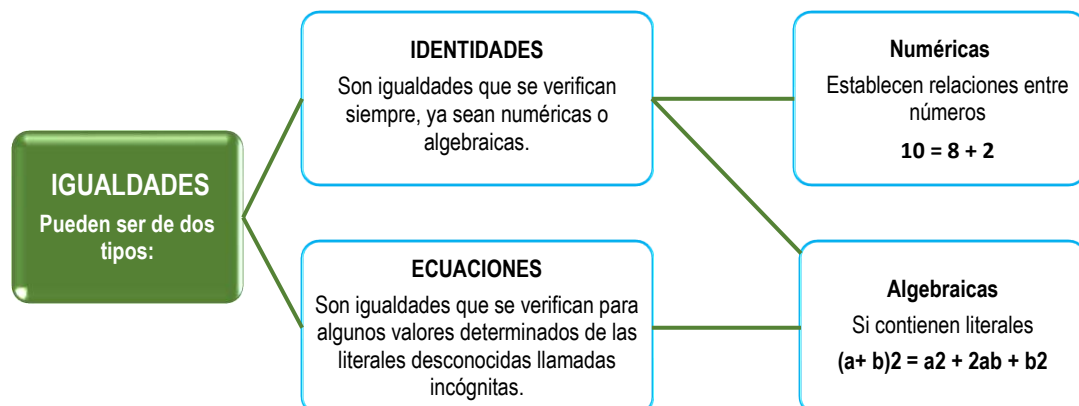 IGUALDADES
Pueden ser de dos
tipos:
IDENTIDADES
Son igualdades que se verifican
siempre, ya sean numéricas o
algebraicas.
ECUACIONES
Son igualdades que se verifican para
algunos valores determinados de las
literales desconocidas llamadas
incógnitas.
Numéricas
Establecen relaciones entre
números
10 = 8 + 2
Algebraicas
Si contienen literales
(a+ b)2 = a2 + 2ab + b2